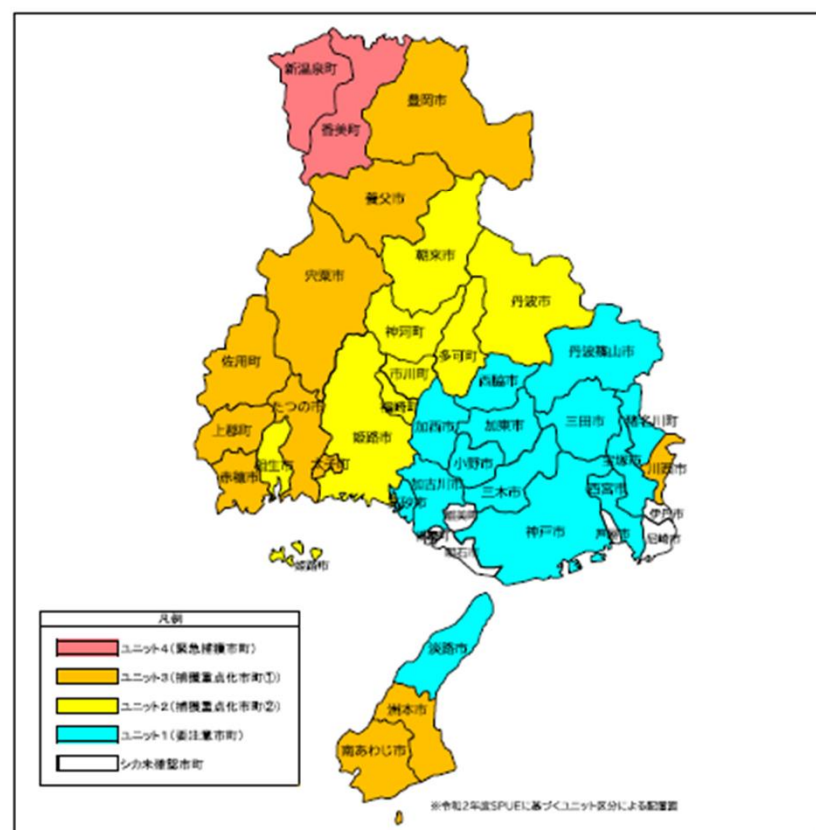 新温泉町
香美町
豊岡市
養父市
朝来市
宍粟市
丹波市
神河町
多可町
丹波篠山市
佐用町
市川町
西脇市
たつの市
福崎町
猪名川町
上郡町
姫路市
加西市
加東市
三田市
相生市
太子町
小野市
宝塚市
川西市
赤穂市
加古川市
三木市
西宮市
神戸市
伊丹市
尼崎市
姫路市
淡路市
洲本市
南あわじ市
凡例
ユニット4(緊急捕獲市町)
ユニット3(捕獲重点化市町①)
ユニット2(捕獲重点化市町②)
ユニット1(要注意市町)
シカ未確認市町
※令和2年度SPUEに基づくユニット区分による配置図